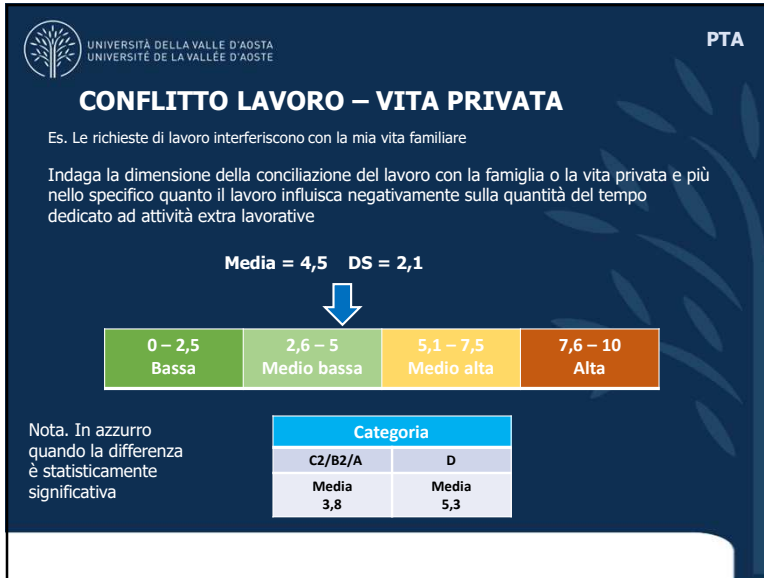 UNIVERSITÀ DELLA VALLE D'AOSTA
UNIVERSITÉ DE LA VALLÉE D'AOSTE
PTA
CONFLITTO LAVORO – VITA PRIVATA
Es. Le richieste di lavoro interferiscono con la mia vita familiare
Indaga la dimensione della conciliazione del lavoro con la famiglia o la vita privata e più
nello specifico quanto il lavoro influisca negativamente sulla quantità del tempo
dedicato ad attività extra lavorative
Media = 4,5 DS = 2,1
0 – 2,5 2,6 – 5 5,1 – 7,5 7,6 – 10
Bassa Medio bassa Medio alta Alta
Nota. In azzurro
quando la differenza
è statisticamente
significativa
Categoria
C2/B2/A D
Media Media
3,8 5,3